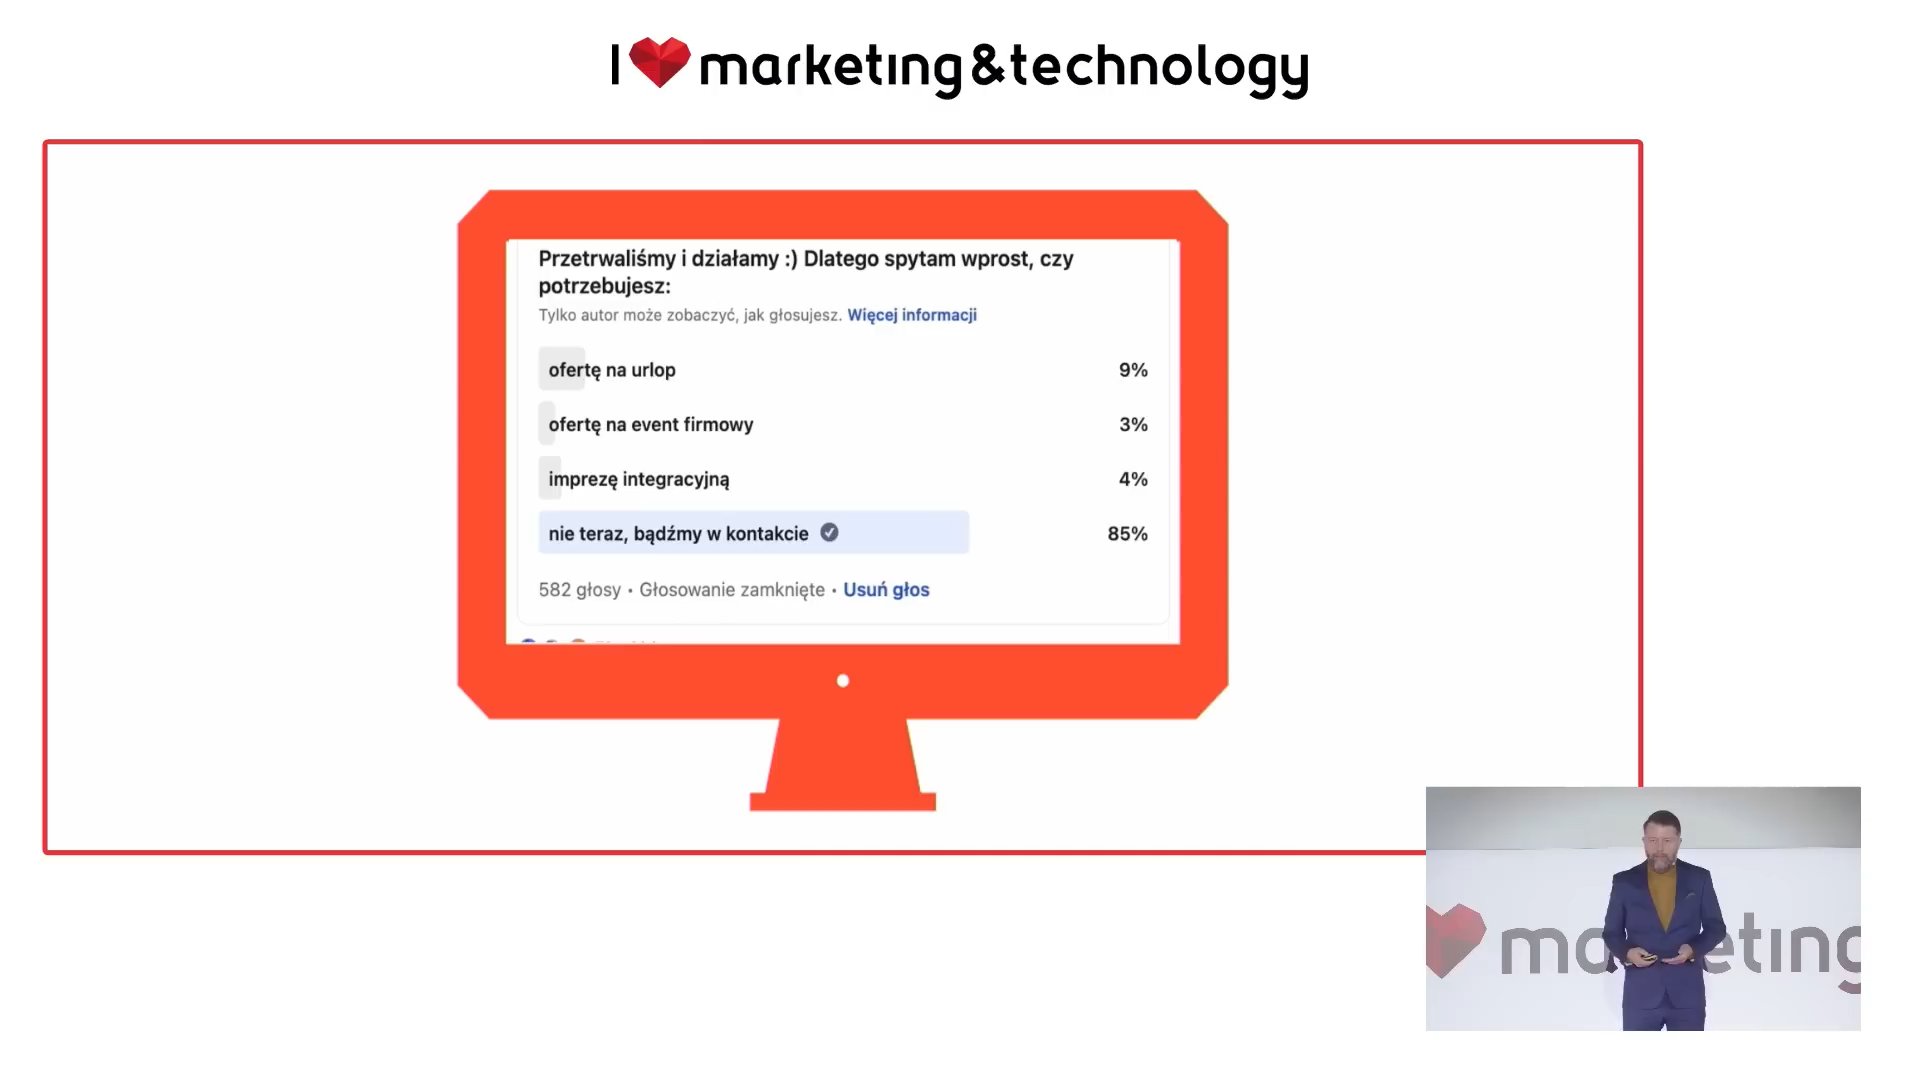 I marketing&technology
Przetrwaliśmy i działamy :) Dlatego spytam wprost, czy
potrzebujesz:
Tylko autor może zobaczyć, jak głosujesz. Więcej informacji
ofertę na urlop 9%
ofertę na event firmowy 3%
imprezę integracyjną 4%
nie teraz, bądźmy w kontakcie 85%
582 głosy • Głosowanie zamknięte • Usuń głos
ma eting